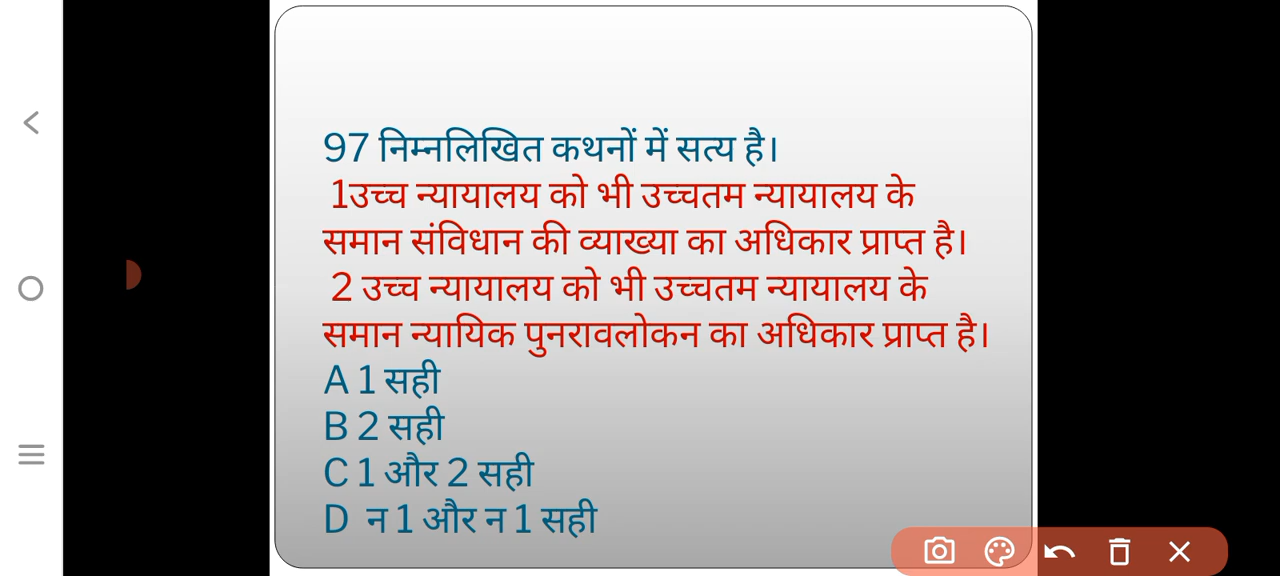 97 निम्नलिखित कथनों में सत्य है।
1उच्च न्यायालय को भी उच्चतम न्यायालय के
समान संविधान की व्याख्या का अधिकार प्राप्त है।
2 उच्च न्यायालय को भी उच्चतम न्यायालय के
समान न्यायिक पुनरावलोकन का अधिकार प्राप्त है।
A 1 सही
B 2 सही
C 1 और 2 सही
D न 1 और न 1 सही